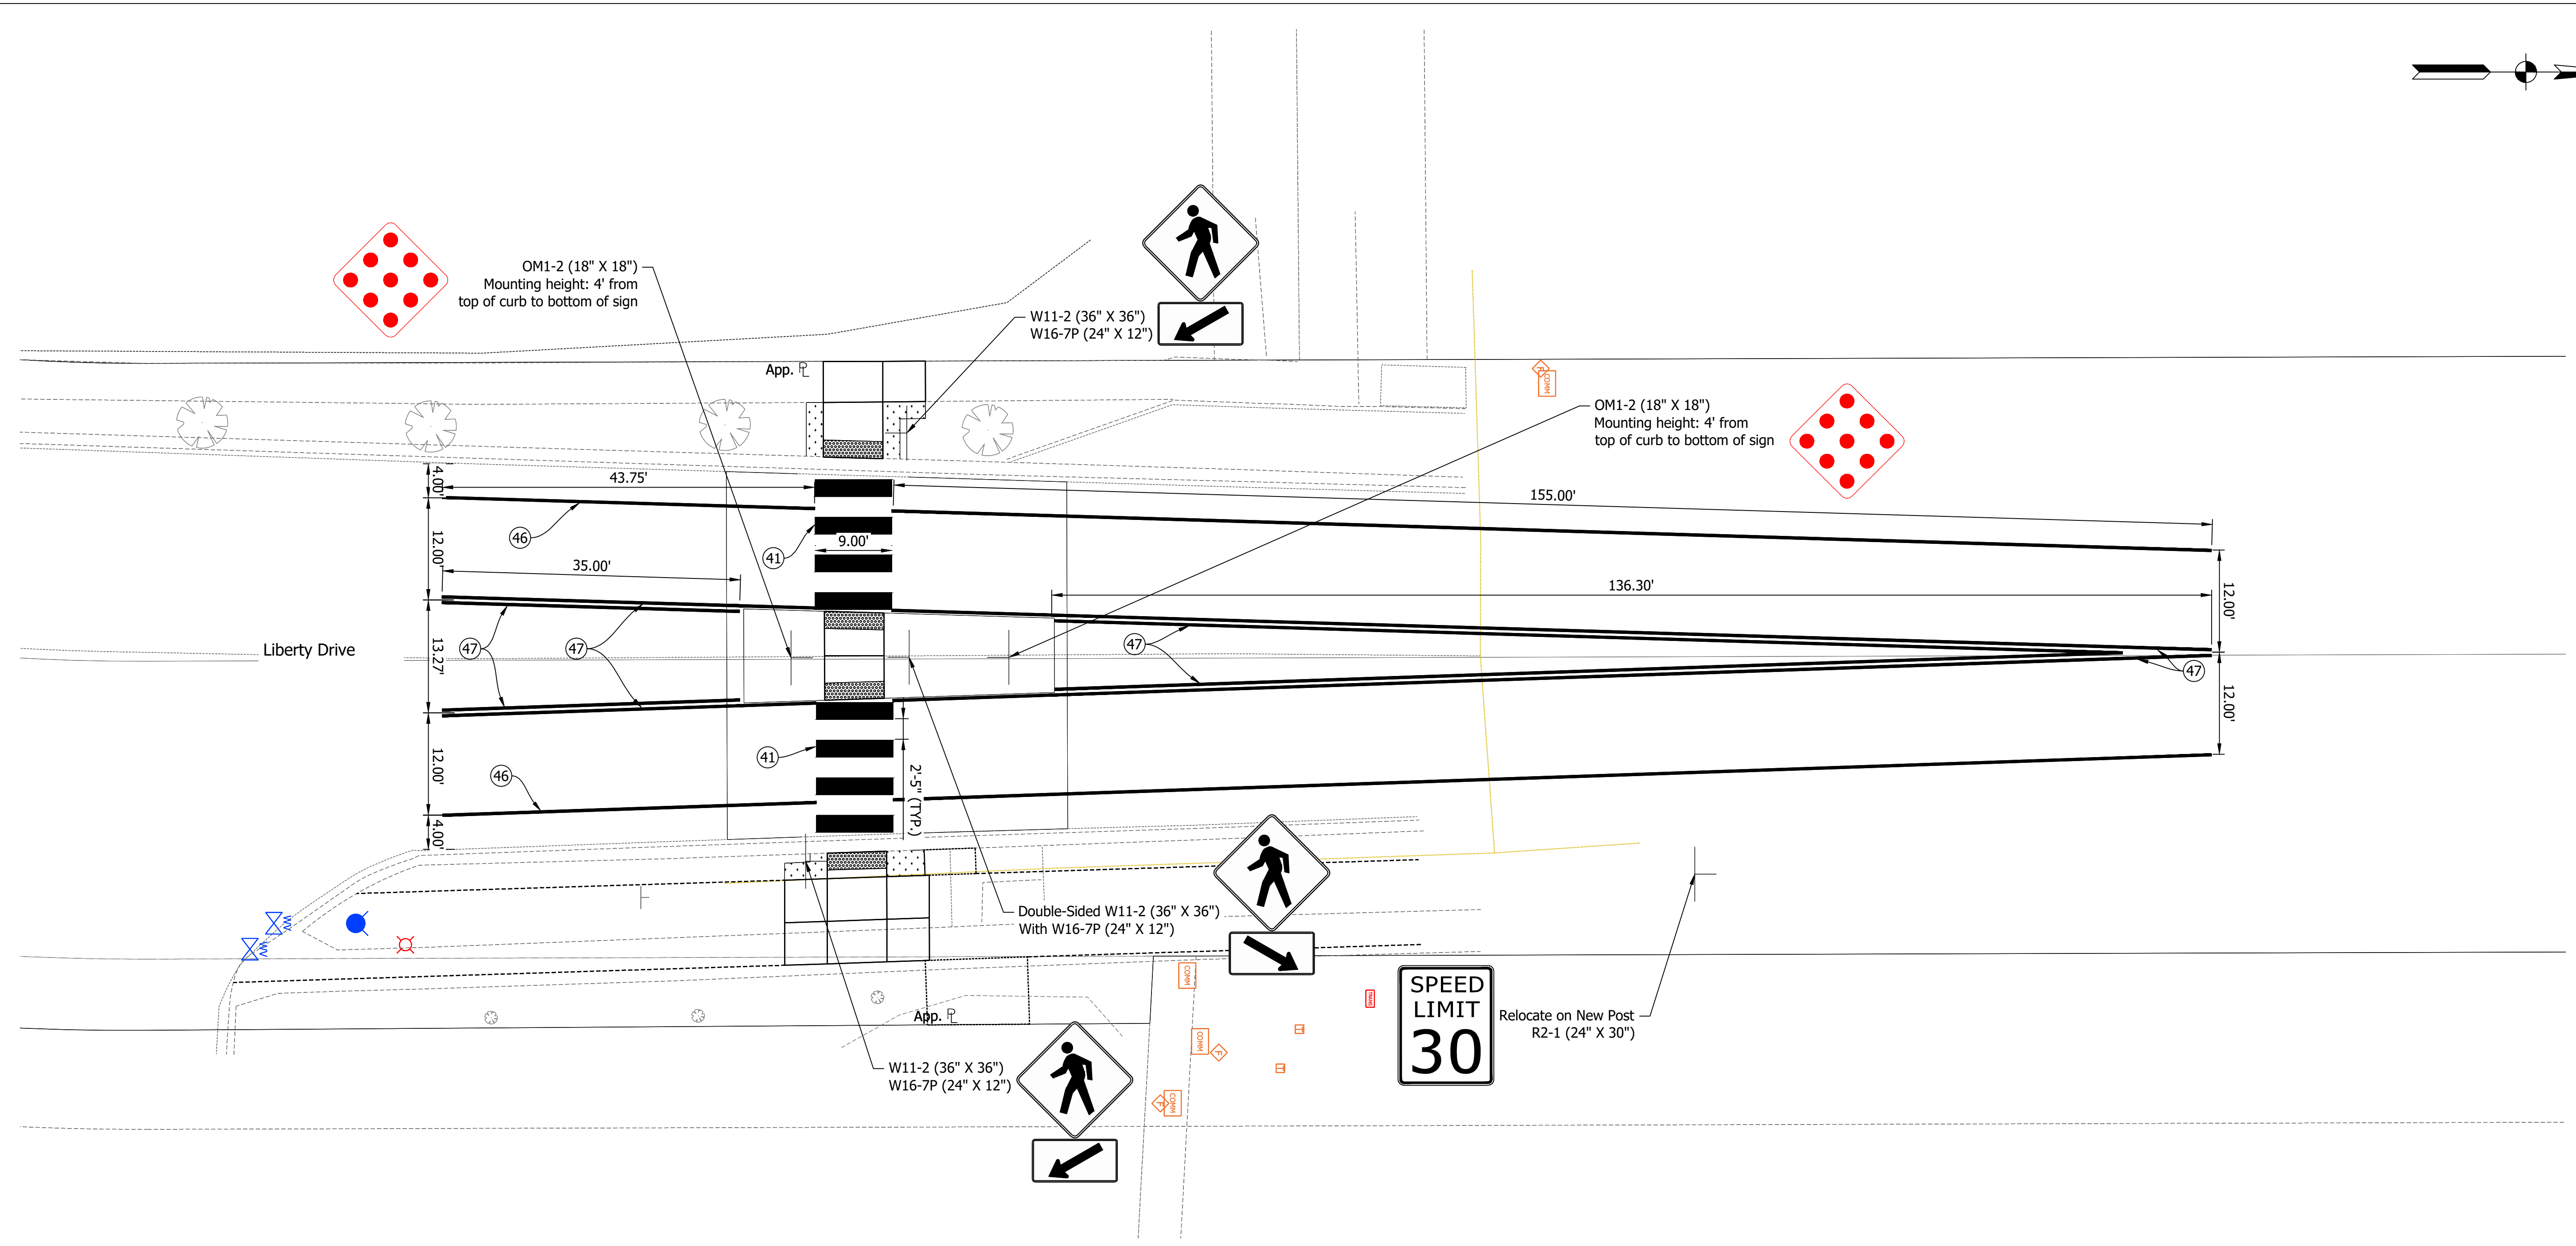 OM1-2 (18" X 18")
Mounting height: 4' from
top of curb to bottom of sign
W11-2 (36" X 36")
W16-7P (24" X 12")
App. PL
OM1-2 (18" X 18")
Mounting height: 4' from
top of curb to bottom of sign
F
COMM
4.00'
43.75'
155.00'
46
41
9.00'
12.00'
35.00'
136.30'
12.00'
Liberty Drive
13.27'
47
47
47
47
12.00'
41
12.00'
46
2'-5" (TYP.)
4.00'
W
W
Double-Sided W11-2 (36" X 36")
With W16-7P (24" X 12")
COMM
TRANS
SPEED
LIMIT
30
Relocate on New Post
R2-1 (24" X 30")
App. PL
COMM
F
W11-2 (36" X 36")
W16-7P (24" X 12")
F
COMM